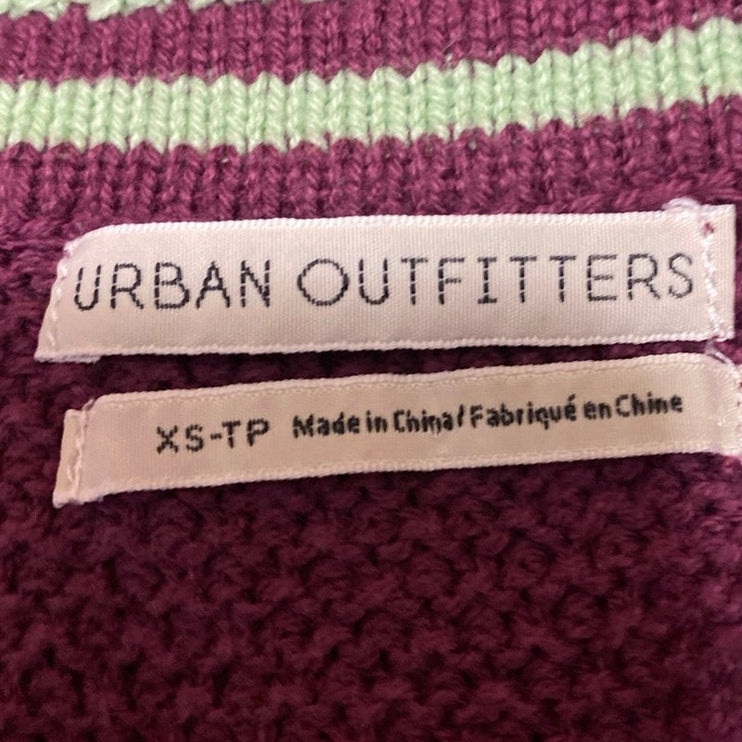 URBAN OUTFITTERS
XS-TP Made in China/Fabriqué en Chine